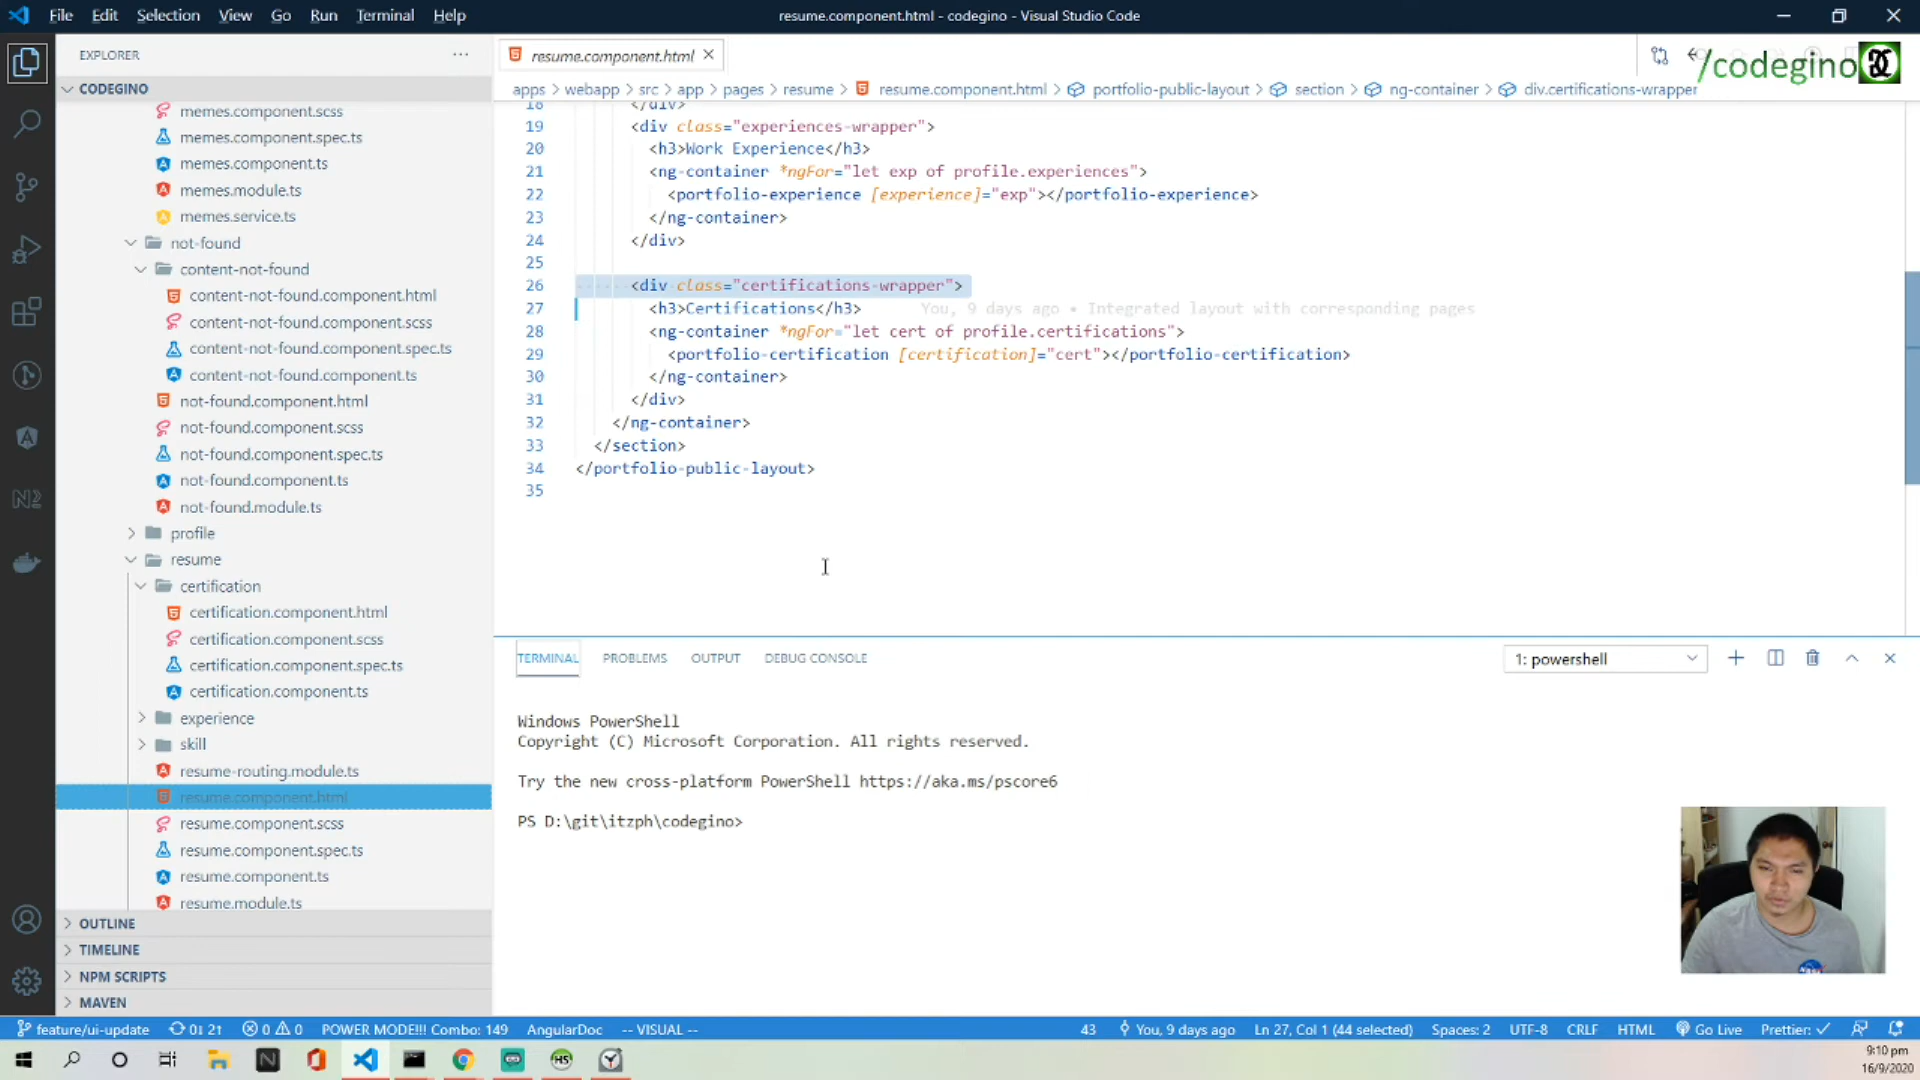 File Edit Selection View Go Run Terminal Help
resume.component.html - codegino - Visual Studio Code
EXPLORER
CODEGINO
memes.component.scss
memes.component.spec.ts
memes.component.ts
memes.module.ts
memes.service.ts
not-found
content-not-found
content-not-found.component.html
content-not-found.component.scss
content-not-found.component.spec.ts
content-not-found.component.ts
not-found.component.html
not-found.component.scss
not-found.component.spec.ts
not-found.component.ts
not-found.module.ts
profile
resume
certification
certification.component.html
certification.component.scss
certification.component.spec.ts
certification.component.ts
experience
skill
resume-routing.module.ts
resume.component.html
resume.component.scss
resume.component.spec.ts
resume.component.ts
resume.module.ts
OUTLINE
TIMELINE
NPM SCRIPTS
MAVEN
resume.component.html
/codegino
apps > webapp > src > app > pages > resume > resume.component.html > portfolio-public-layout > section > ng-container > div.certifications-wrapper
18 </div>
19 <div class="experiences-wrapper">
20 <h3>Work Experience</h3>
21 <ng-container *ngFor="let exp of profile.experiences">
22 <portfolio-experience [experience]="exp"></portfolio-experience>
23 </ng-container>
24 </div>
25
26 <div class="certifications-wrapper">
27 <h3>Certifications</h3> You, 9 days ago • Integrated layout with corresponding pages
28 <ng-container *ngFor="let cert of profile.certifications">
29 <portfolio-certification [certification]="cert"></portfolio-certification>
30 </ng-container>
31 </div>
32 </ng-container>
33 </section>
34 </portfolio-public-layout>
35
TERMINAL PROBLEMS OUTPUT DEBUG CONSOLE
1: powershell
Windows PowerShell
Copyright (C) Microsoft Corporation. All rights reserved.
Try the new cross-platform PowerShell https://aka.ms/pscore6
PS D:\git\itzph\codegino>
feature/ui-update 0↓ 2↑ 0 0 POWER MODE!!! Combo: 149 AngularDoc -- VISUAL --
43 You, 9 days ago Ln 27, Col 1 (44 selected) Spaces: 2 UTF-8 CRLF HTML Go Live Prettier: ✓
9:10 pm
16/9/2020